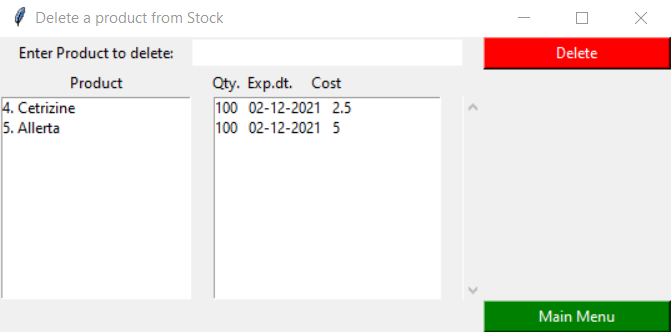 Delete a product from Stock
Enter Product to delete:
Delete
Product Qty. Exp.dt. Cost
4. Cetrizine 100 02-12-2021 2.5
5. Allerta 100 02-12-2021 5
Main Menu